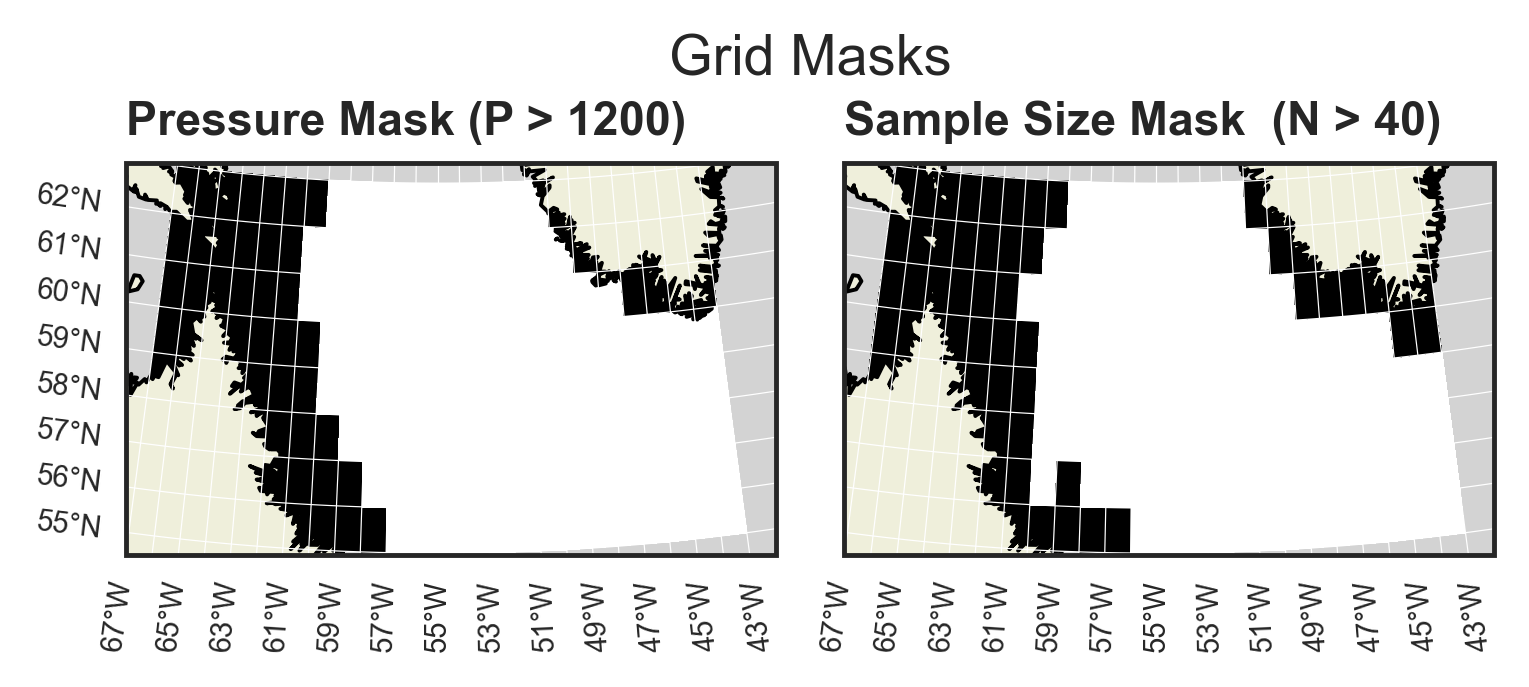 Grid Masks
Pressure Mask (P > 1200)
Sample Size Mask  (N > 40)
62°N
61°N
60°N
59°N
58°N
57°N
56°N
55°N
67°W 65°W 63°W 61°W 59°W 57°W 55°W 53°W 51°W 49°W 47°W 45°W 43°W
67°W 65°W 63°W 61°W 59°W 57°W 55°W 53°W 51°W 49°W 47°W 45°W 43°W